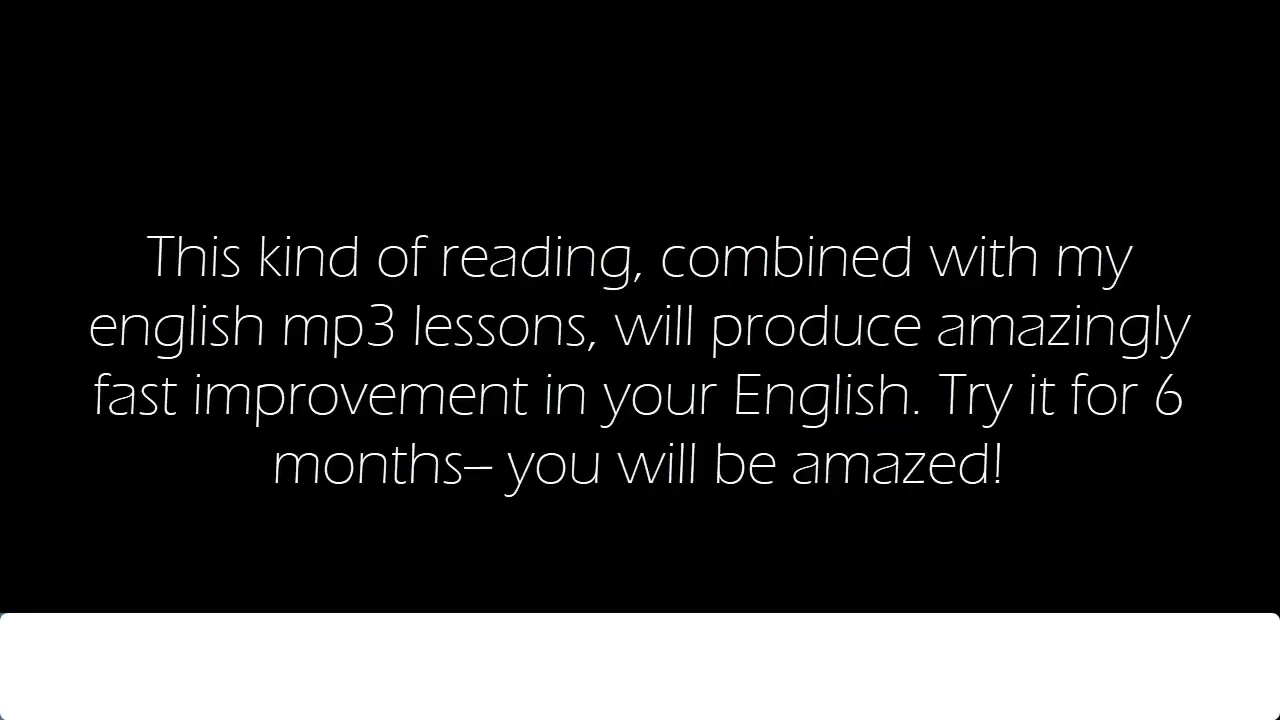 This kind of reading, combined with my
english mp3 lessons, will produce amazingly
fast improvement in your English. Try it for 6
months– you will be amazed!